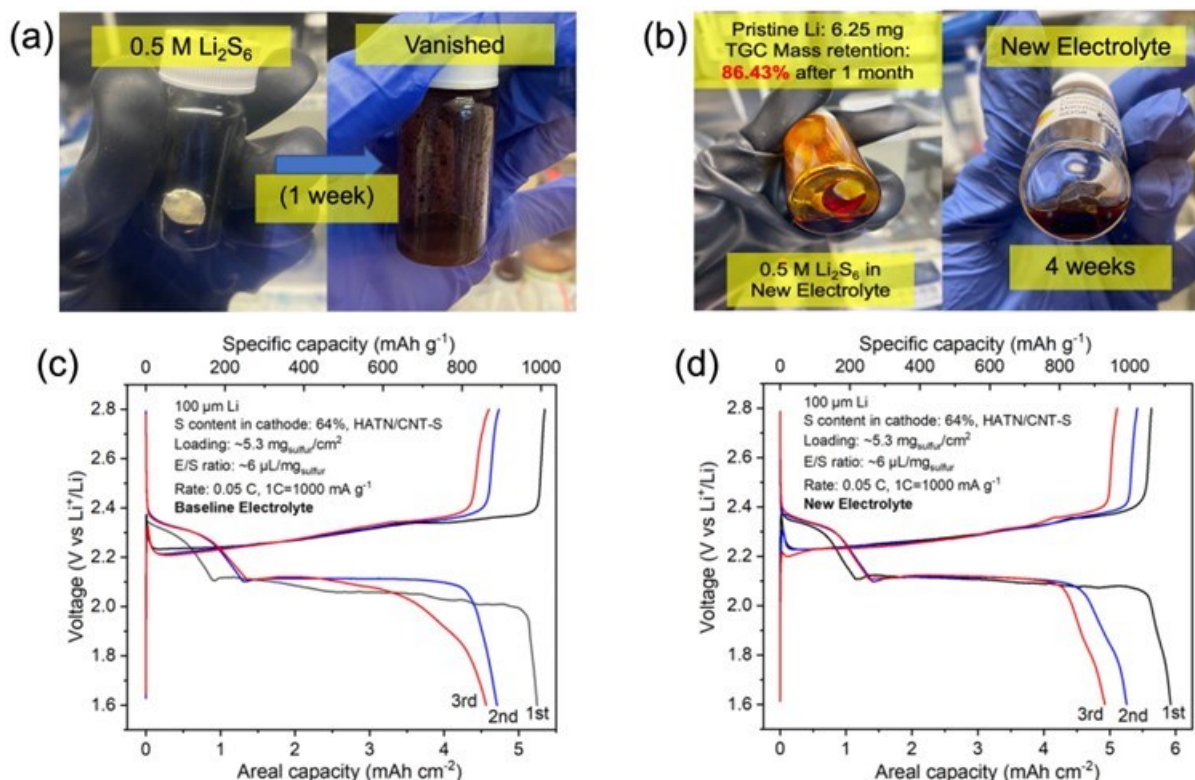 (a)
0.5 M Li₂S₆
Vanished
(1 week)
(b)
Pristine Li: 6.25 mg
TGC Mass retention:
86.43% after 1 month
New Electrolyte
0.5 M Li₂S₆ in
New Electrolyte
4 weeks
(c)
Specific capacity (mAh g⁻¹)
0 200 400 600 800 1000
100 µm Li
S content in cathode: 64%, HATN/CNT-S
Loading: ~5.3 mgsulfur/cm²
E/S ratio: ~6 µL/mgsulfur
Rate: 0.05 C, 1C=1000 mA g⁻¹
Baseline Electrolyte
Voltage (V vs Li⁺/Li)
2.8
2.6
2.4
2.2
2.0
1.8
1.6
3rd 2nd 1st
0 1 2 3 4 5
Areal capacity (mAh cm⁻²)
(d)
Specific capacity (mAh g⁻¹)
0 200 400 600 800 1000
100 µm Li
S content in cathode: 64%, HATN/CNT-S
Loading: ~5.3 mgsulfur/cm²
E/S ratio: ~6 µL/mgsulfur
Rate: 0.05 C, 1C=1000 mA g⁻¹
New Electrolyte
Voltage (V vs Li⁺/Li)
2.8
2.6
2.4
2.2
2.0
1.8
1.6
3rd 2nd 1st
0 1 2 3 4 5 6
Areal capacity (mAh cm⁻²)